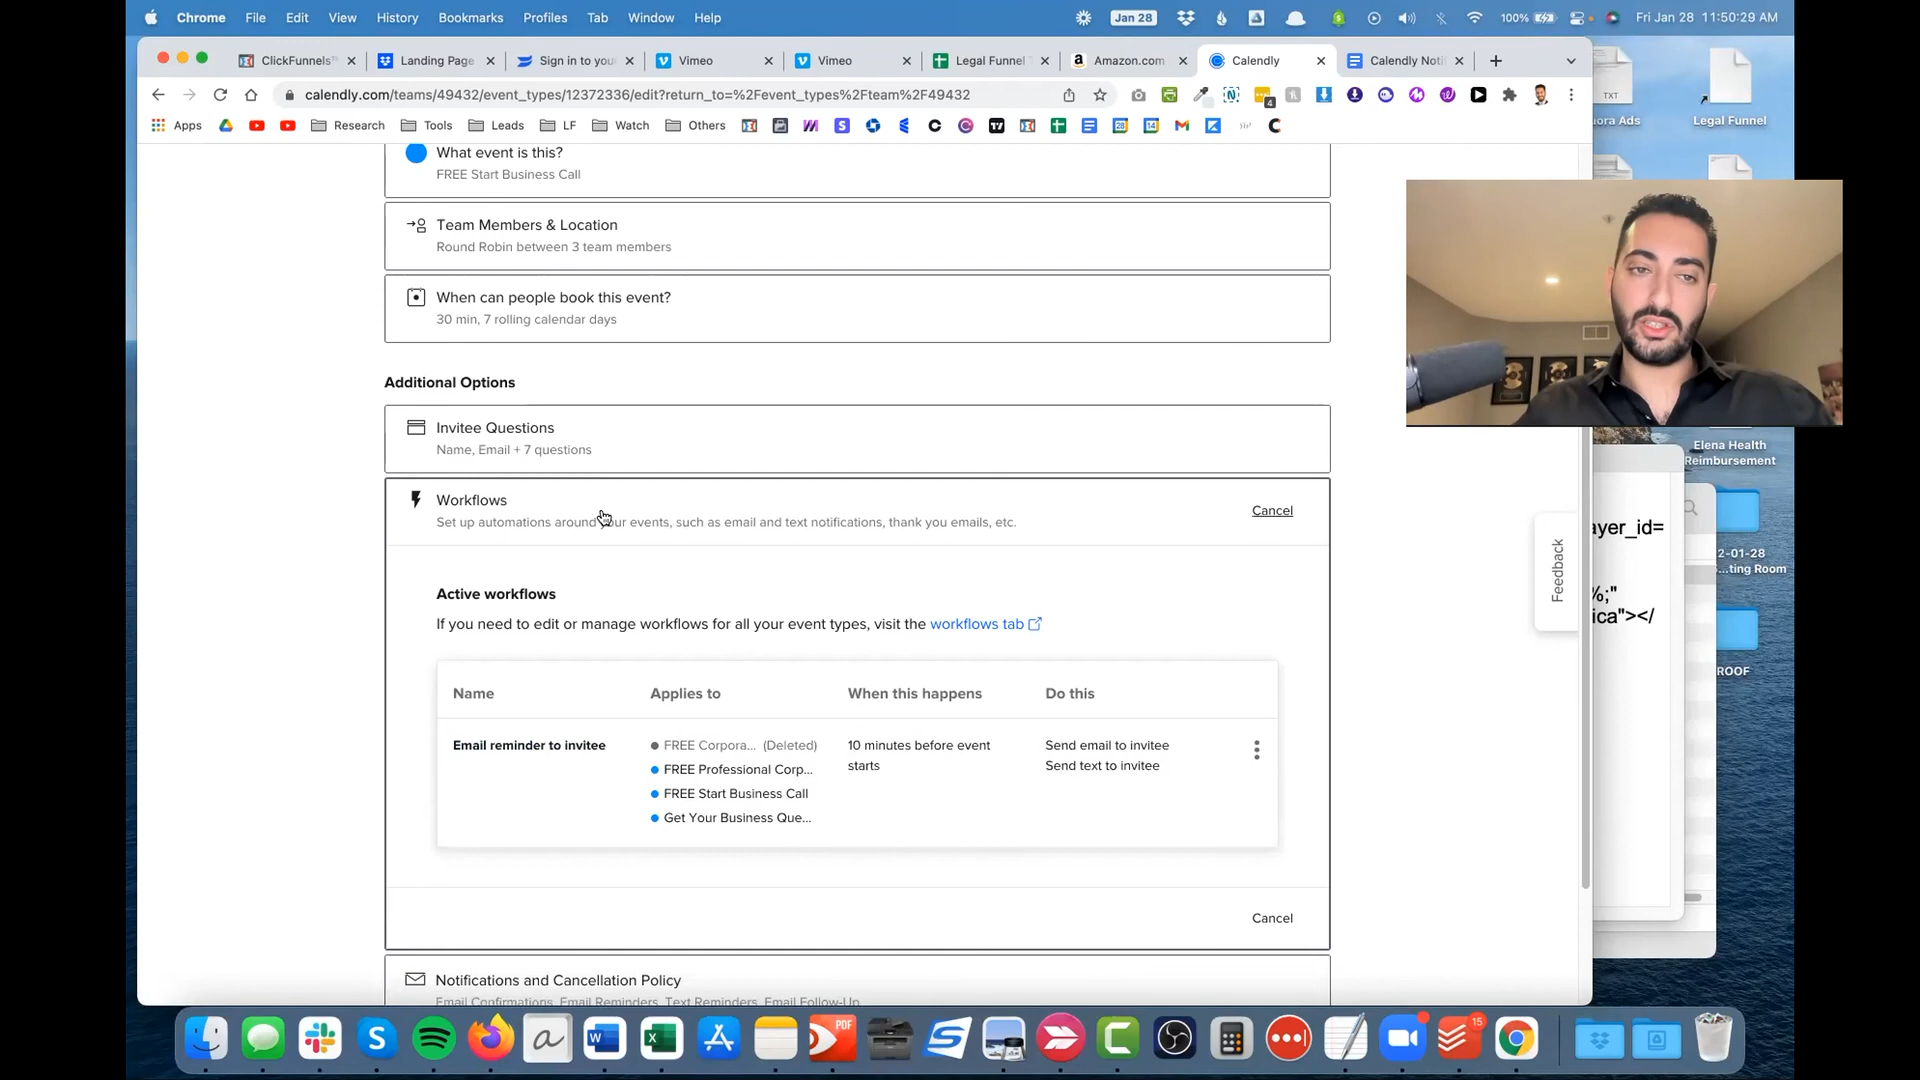 Chrome File Edit View History Bookmarks Profiles Tab Window Help
Jan 28
100%
Fri Jan 28 11:50:29 AM
ClickFunnels™
Landing Page
Sign in to you
Vimeo
Vimeo
Legal Funnel
Amazon.com
Calendly
Calendly Noti
calendly.com/teams/49432/event_types/12372336/edit?return_to=%2Fevent_types%2Fteam%2F49432
4
Apps
Research
Tools
Leads
LF
Watch
Others
TXT
uora Ads
Legal Funnel
What event is this?
FREE Start Business Call
Team Members & Location
Round Robin between 3 team members
When can people book this event?
30 min, 7 rolling calendar days
Additional Options
Invitee Questions
Name, Email + 7 questions
Workflows
Set up automations around your events, such as email and text notifications, thank you emails, etc.
Cancel
Active workflows
If you need to edit or manage workflows for all your event types, visit the workflows tab
Name
Applies to
When this happens
Do this
Email reminder to invitee
FREE Corpora... (Deleted)
FREE Professional Corp...
FREE Start Business Call
Get Your Business Que...
10 minutes before event
starts
Send email to invitee
Send text to invitee
Cancel
Notifications and Cancellation Policy
Email Confirmations, Email Reminders, Text Reminders, Email Follow-Up
Feedback
Elena Health
Reimbursement
ayer_id=
2-01-28
...ting Room
%;"
ica"></
ROOF
PDF
15